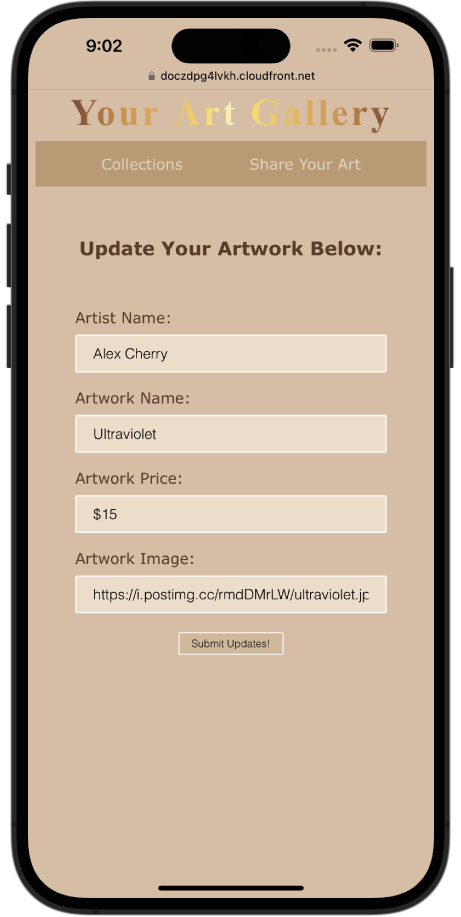 9:02
doczdpg4lvkh.cloudfront.net
Your Art Gallery
Collections Share Your Art
Update Your Artwork Below:
Artist Name:
Alex Cherry
Artwork Name:
Ultraviolet
Artwork Price:
$15
Artwork Image:
https://i.postimg.cc/rmdDMrLW/ultraviolet.jp
Submit Updates!